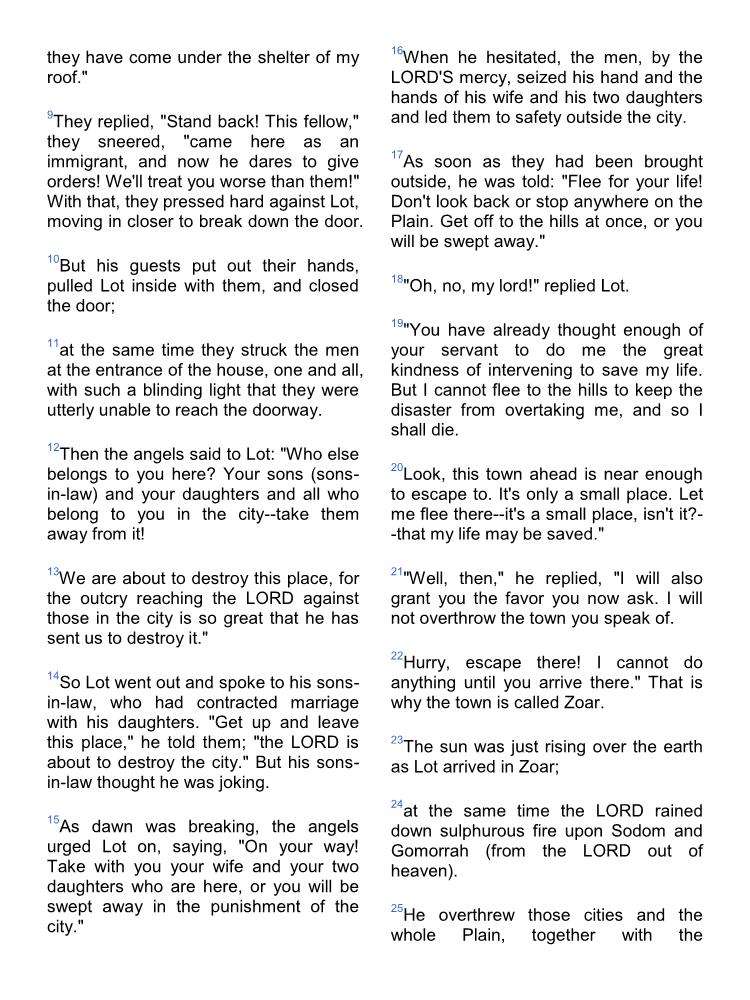 they have come under the shelter of my
roof."
9They replied, "Stand back! This fellow,"
they sneered, "came here as an
immigrant, and now he dares to give
orders! We'll treat you worse than them!"
With that, they pressed hard against Lot,
moving in closer to break down the door.
10But his guests put out their hands,
pulled Lot inside with them, and closed
the door;
11at the same time they struck the men
at the entrance of the house, one and all,
with such a blinding light that they were
utterly unable to reach the doorway.
12Then the angels said to Lot: "Who else
belongs to you here? Your sons (sons-
in-law) and your daughters and all who
belong to you in the city--take them
away from it!
13We are about to destroy this place, for
the outcry reaching the LORD against
those in the city is so great that he has
sent us to destroy it."
14So Lot went out and spoke to his sons-
in-law, who had contracted marriage
with his daughters. "Get up and leave
this place," he told them; "the LORD is
about to destroy the city." But his sons-
in-law thought he was joking.
15As dawn was breaking, the angels
urged Lot on, saying, "On your way!
Take with you your wife and your two
daughters who are here, or you will be
swept away in the punishment of the
city."
16When he hesitated, the men, by the
LORD'S mercy, seized his hand and the
hands of his wife and his two daughters
and led them to safety outside the city.
17As soon as they had been brought
outside, he was told: "Flee for your life!
Don't look back or stop anywhere on the
Plain. Get off to the hills at once, or you
will be swept away."
18"Oh, no, my lord!" replied Lot.
19"You have already thought enough of
your servant to do me the great
kindness of intervening to save my life.
But I cannot flee to the hills to keep the
disaster from overtaking me, and so I
shall die.
20Look, this town ahead is near enough
to escape to. It's only a small place. Let
me flee there--it's a small place, isn't it?-
-that my life may be saved."
21"Well, then," he replied, "I will also
grant you the favor you now ask. I will
not overthrow the town you speak of.
22Hurry, escape there! I cannot do
anything until you arrive there." That is
why the town is called Zoar.
23The sun was just rising over the earth
as Lot arrived in Zoar;
24at the same time the LORD rained
down sulphurous fire upon Sodom and
Gomorrah (from the LORD out of
heaven).
25He overthrew those cities and the
whole Plain, together with the